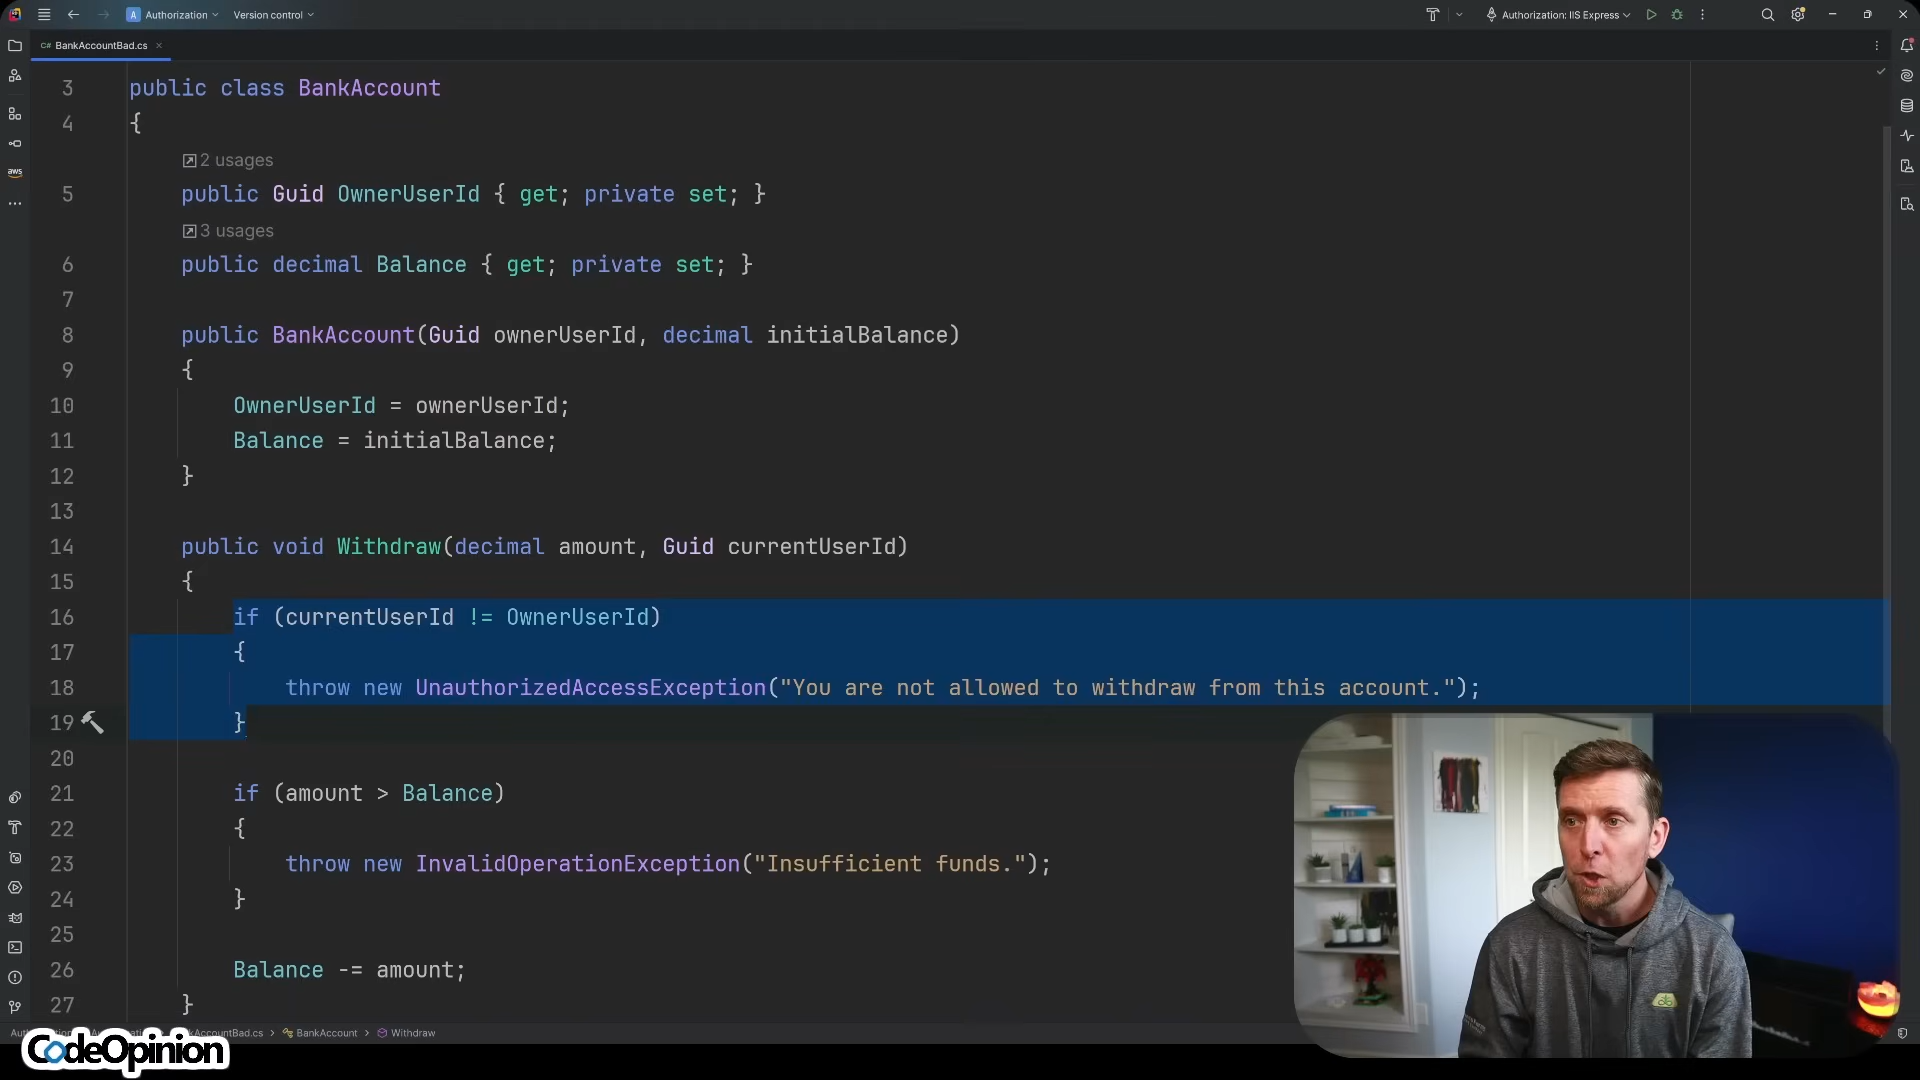 Authorization
Version control
Authorization: IIS Express
C# BankAccountBad.cs
3 public class BankAccount
4 {
2 usages
5 public Guid OwnerUserId { get; private set; }
3 usages
6 public decimal Balance { get; private set; }
7
8 public BankAccount(Guid ownerUserId, decimal initialBalance)
9 {
10 OwnerUserId = ownerUserId;
11 Balance = initialBalance;
12 }
13
14 public void Withdraw(decimal amount, Guid currentUserId)
15 {
16 if (currentUserId != OwnerUserId)
17 {
18 throw new UnauthorizedAccessException("You are not allowed to withdraw from this account.");
19 }
20
21 if (amount > Balance)
22 {
23 throw new InvalidOperationException("Insufficient funds.");
24 }
25
26 Balance -= amount;
27 }
BankAccount > Withdraw
CodeOpinion
aws
A